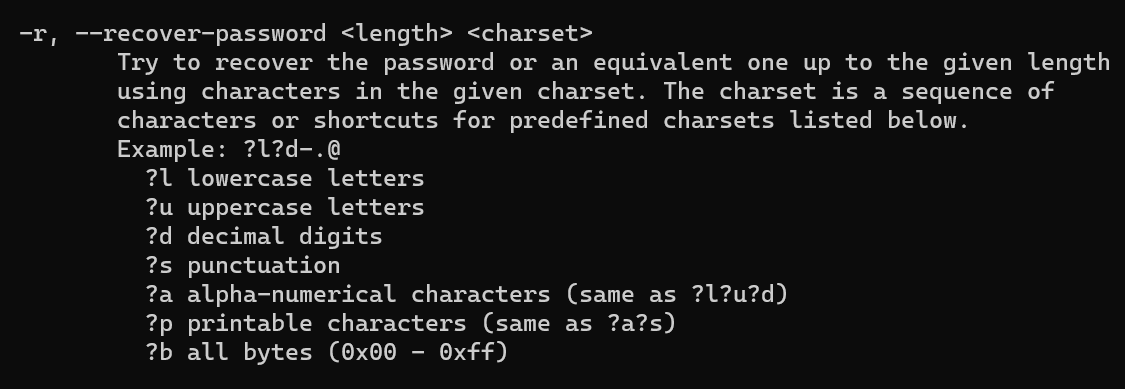 -r, --recover-password <length> <charset>
Try to recover the password or an equivalent one up to the given length
using characters in the given charset. The charset is a sequence of
characters or shortcuts for predefined charsets listed below.
Example: ?l?d-.@
?l lowercase letters
?u uppercase letters
?d decimal digits
?s punctuation
?a alpha-numerical characters (same as ?l?u?d)
?p printable characters (same as ?a?s)
?b all bytes (0x00 - 0xff)